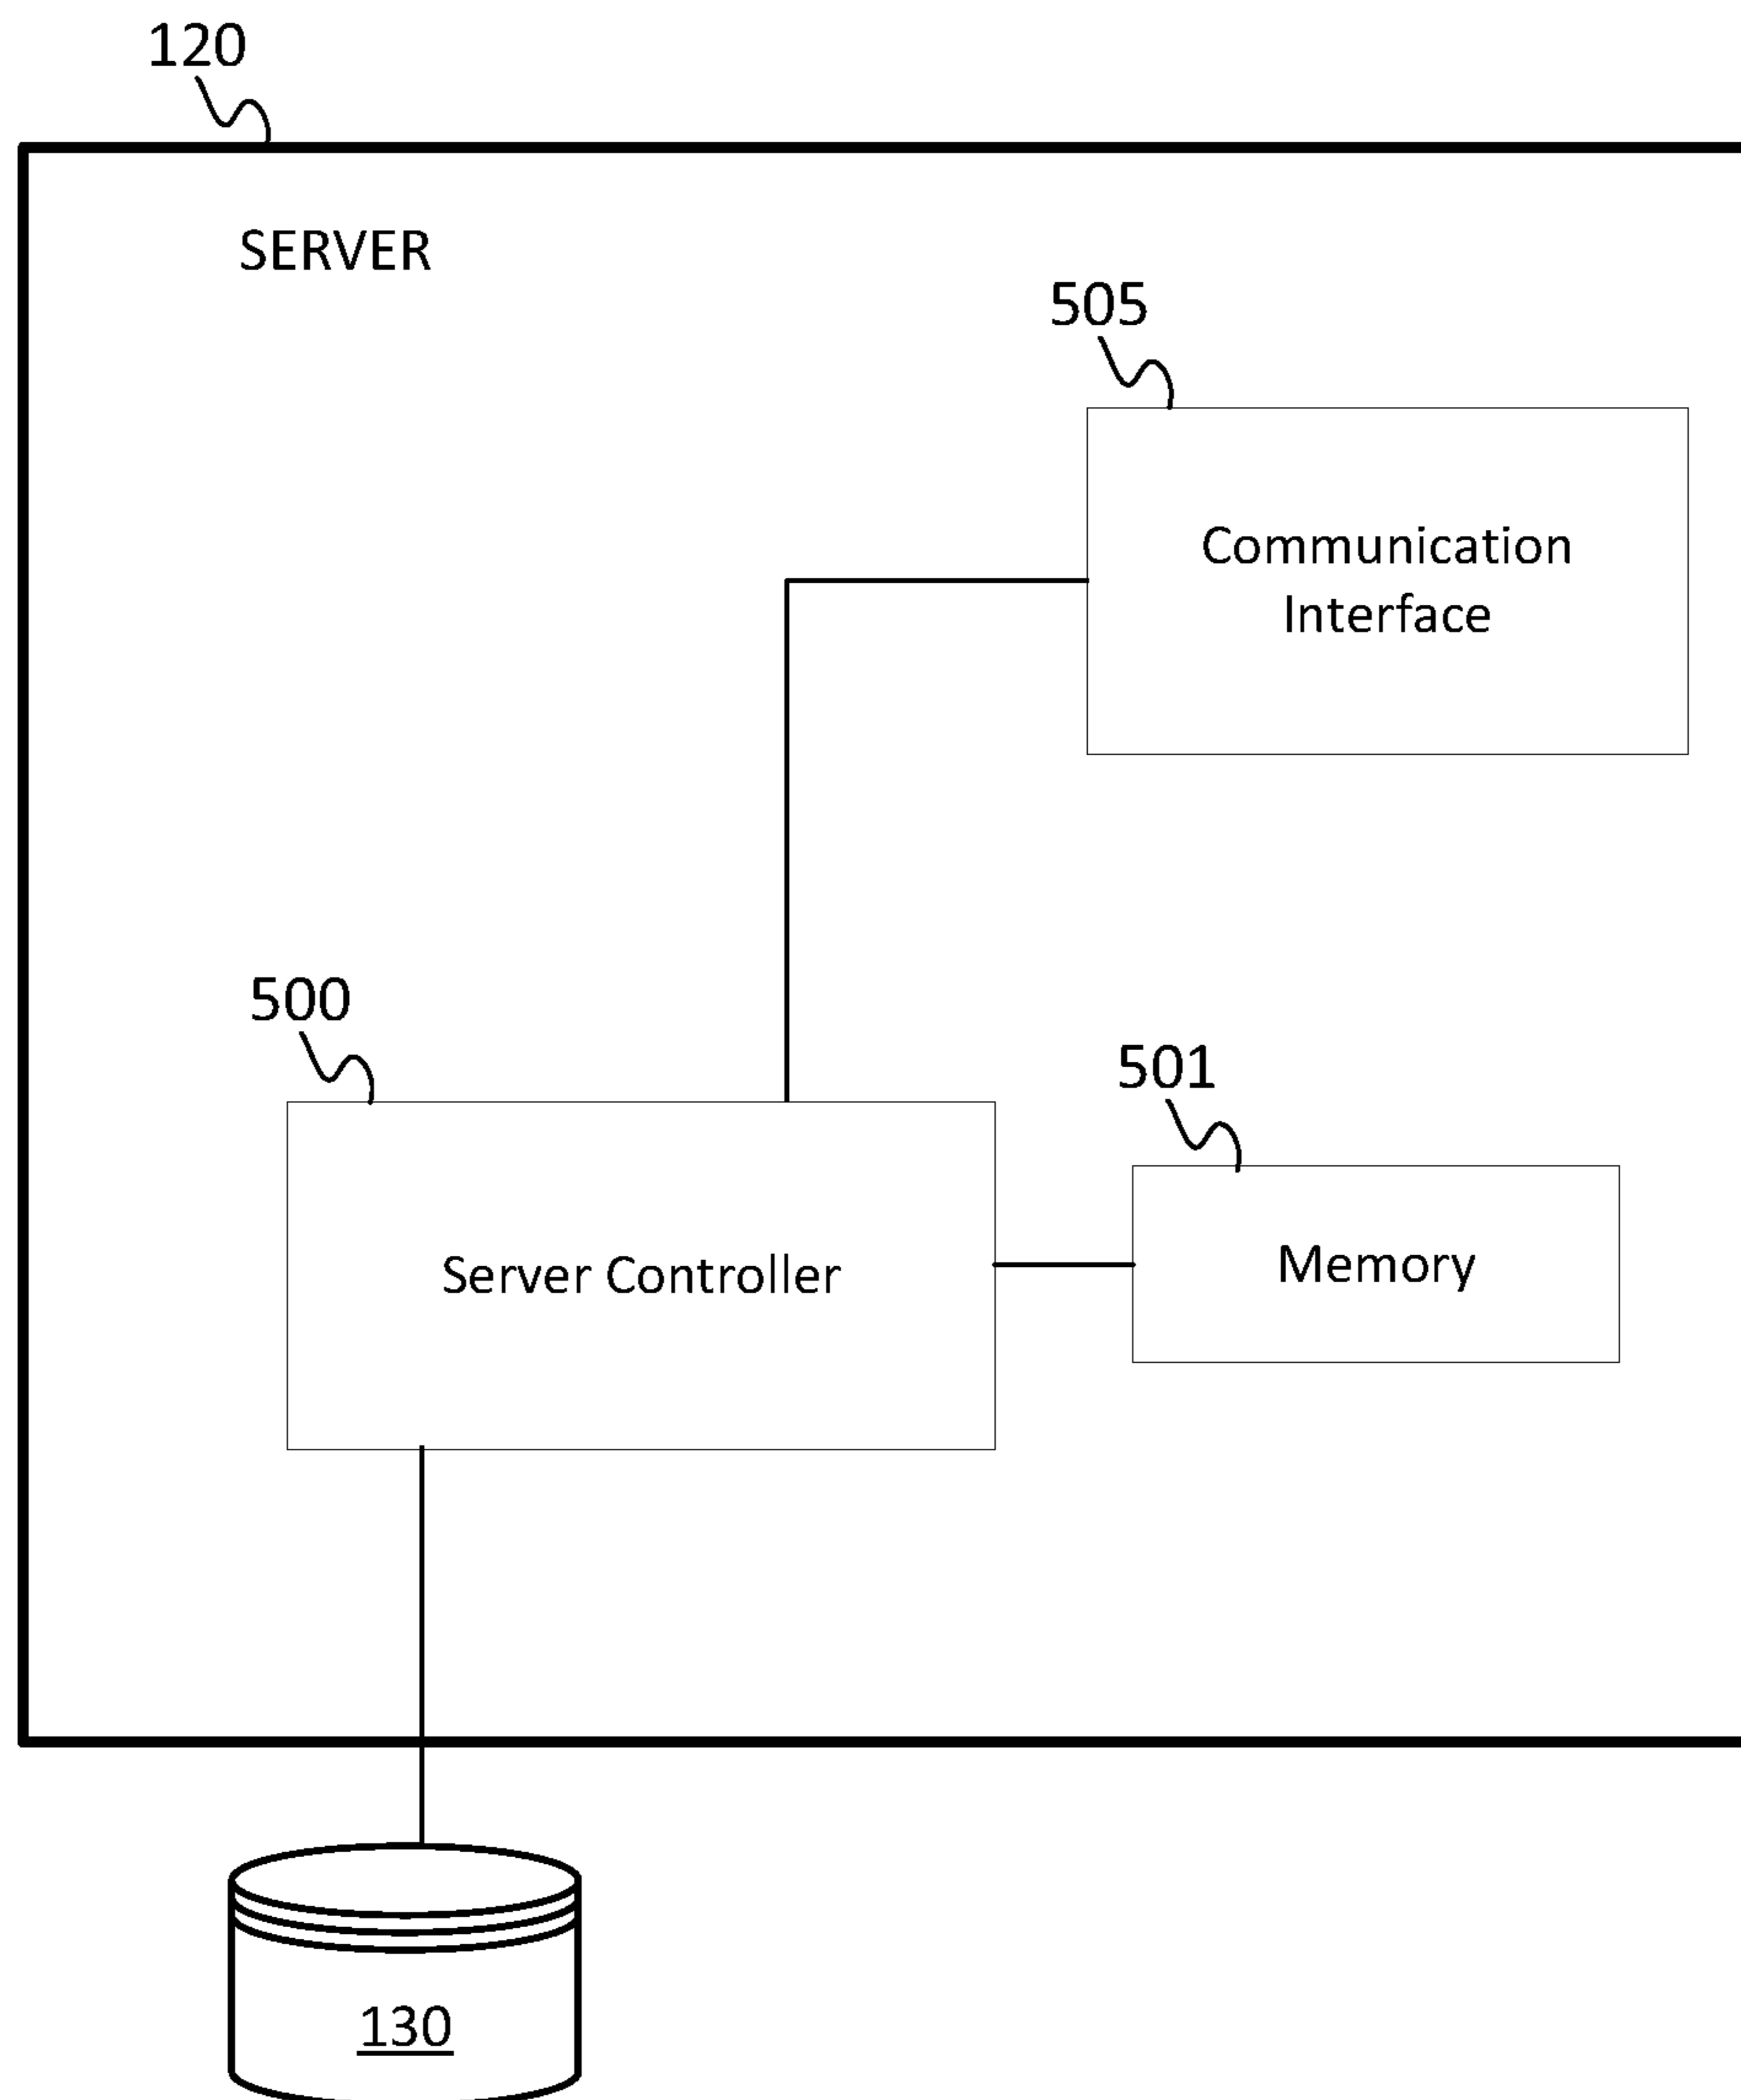 120
SERVER
505
Communication
Interface
500
501
Server Controller
Memory
130